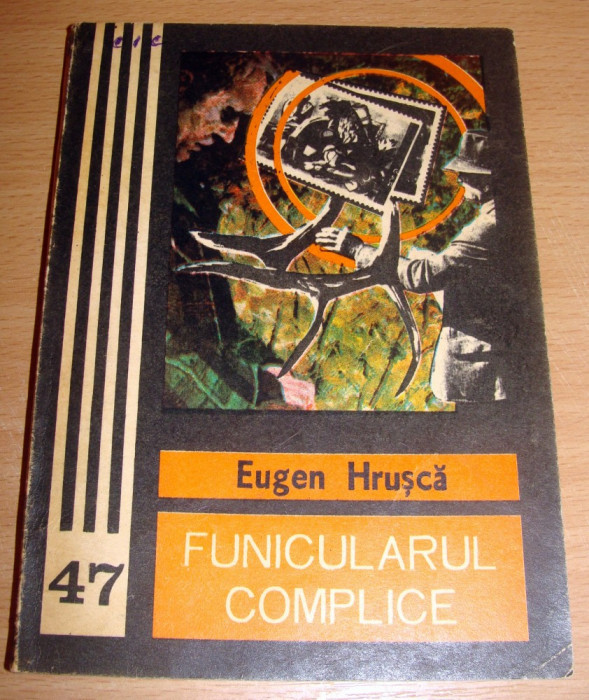 Eugen Hrușcă
FUNICULARUL
COMPLICE
47